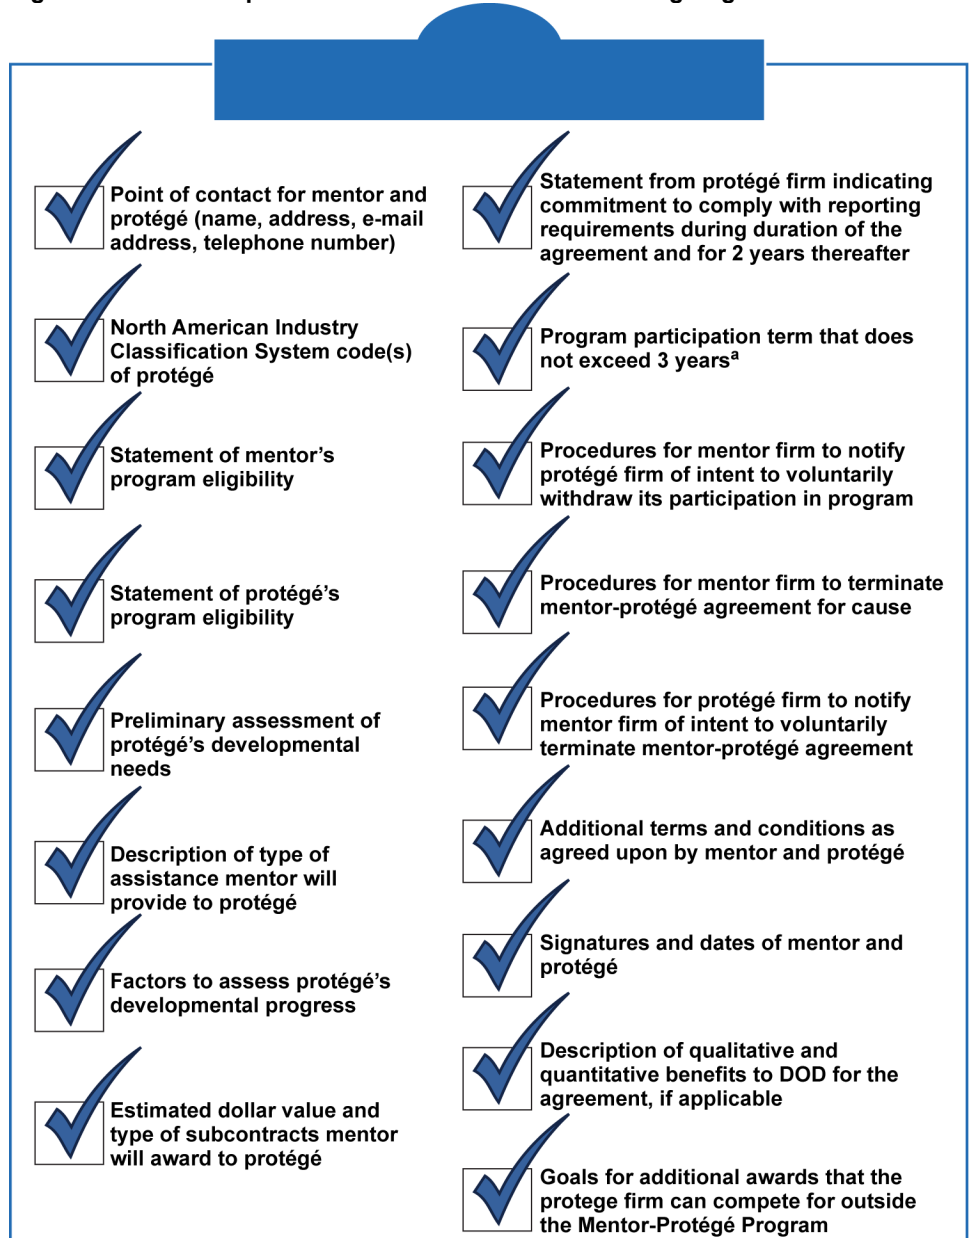 Point of contact for mentor and
protégé (name, address, e-mail
address, telephone number)
North American Industry
Classification System code(s)
of protégé
Statement of mentor’s
program eligibility
Statement of protégé’s
program eligibility
Preliminary assessment of
protégé’s developmental
needs
Description of type of
assistance mentor will
provide to protégé
Factors to assess protégé’s
developmental progress
Estimated dollar value and
type of subcontracts mentor
will award to protégé
Statement from protégé firm indicating
commitment to comply with reporting
requirements during duration of the
agreement and for 2 years thereafter
Program participation term that does
not exceed 3 yearsª
Procedures for mentor firm to notify
protégé firm of intent to voluntarily
withdraw its participation in program
Procedures for mentor firm to terminate
mentor-protégé agreement for cause
Procedures for protégé firm to notify
mentor firm of intent to voluntarily
terminate mentor-protégé agreement
Additional terms and conditions as
agreed upon by mentor and protégé
Signatures and dates of mentor and
protégé
Description of qualitative and
quantitative benefits to DOD for the
agreement, if applicable
Goals for additional awards that the
protege firm can compete for outside
the Mentor-Protégé Program